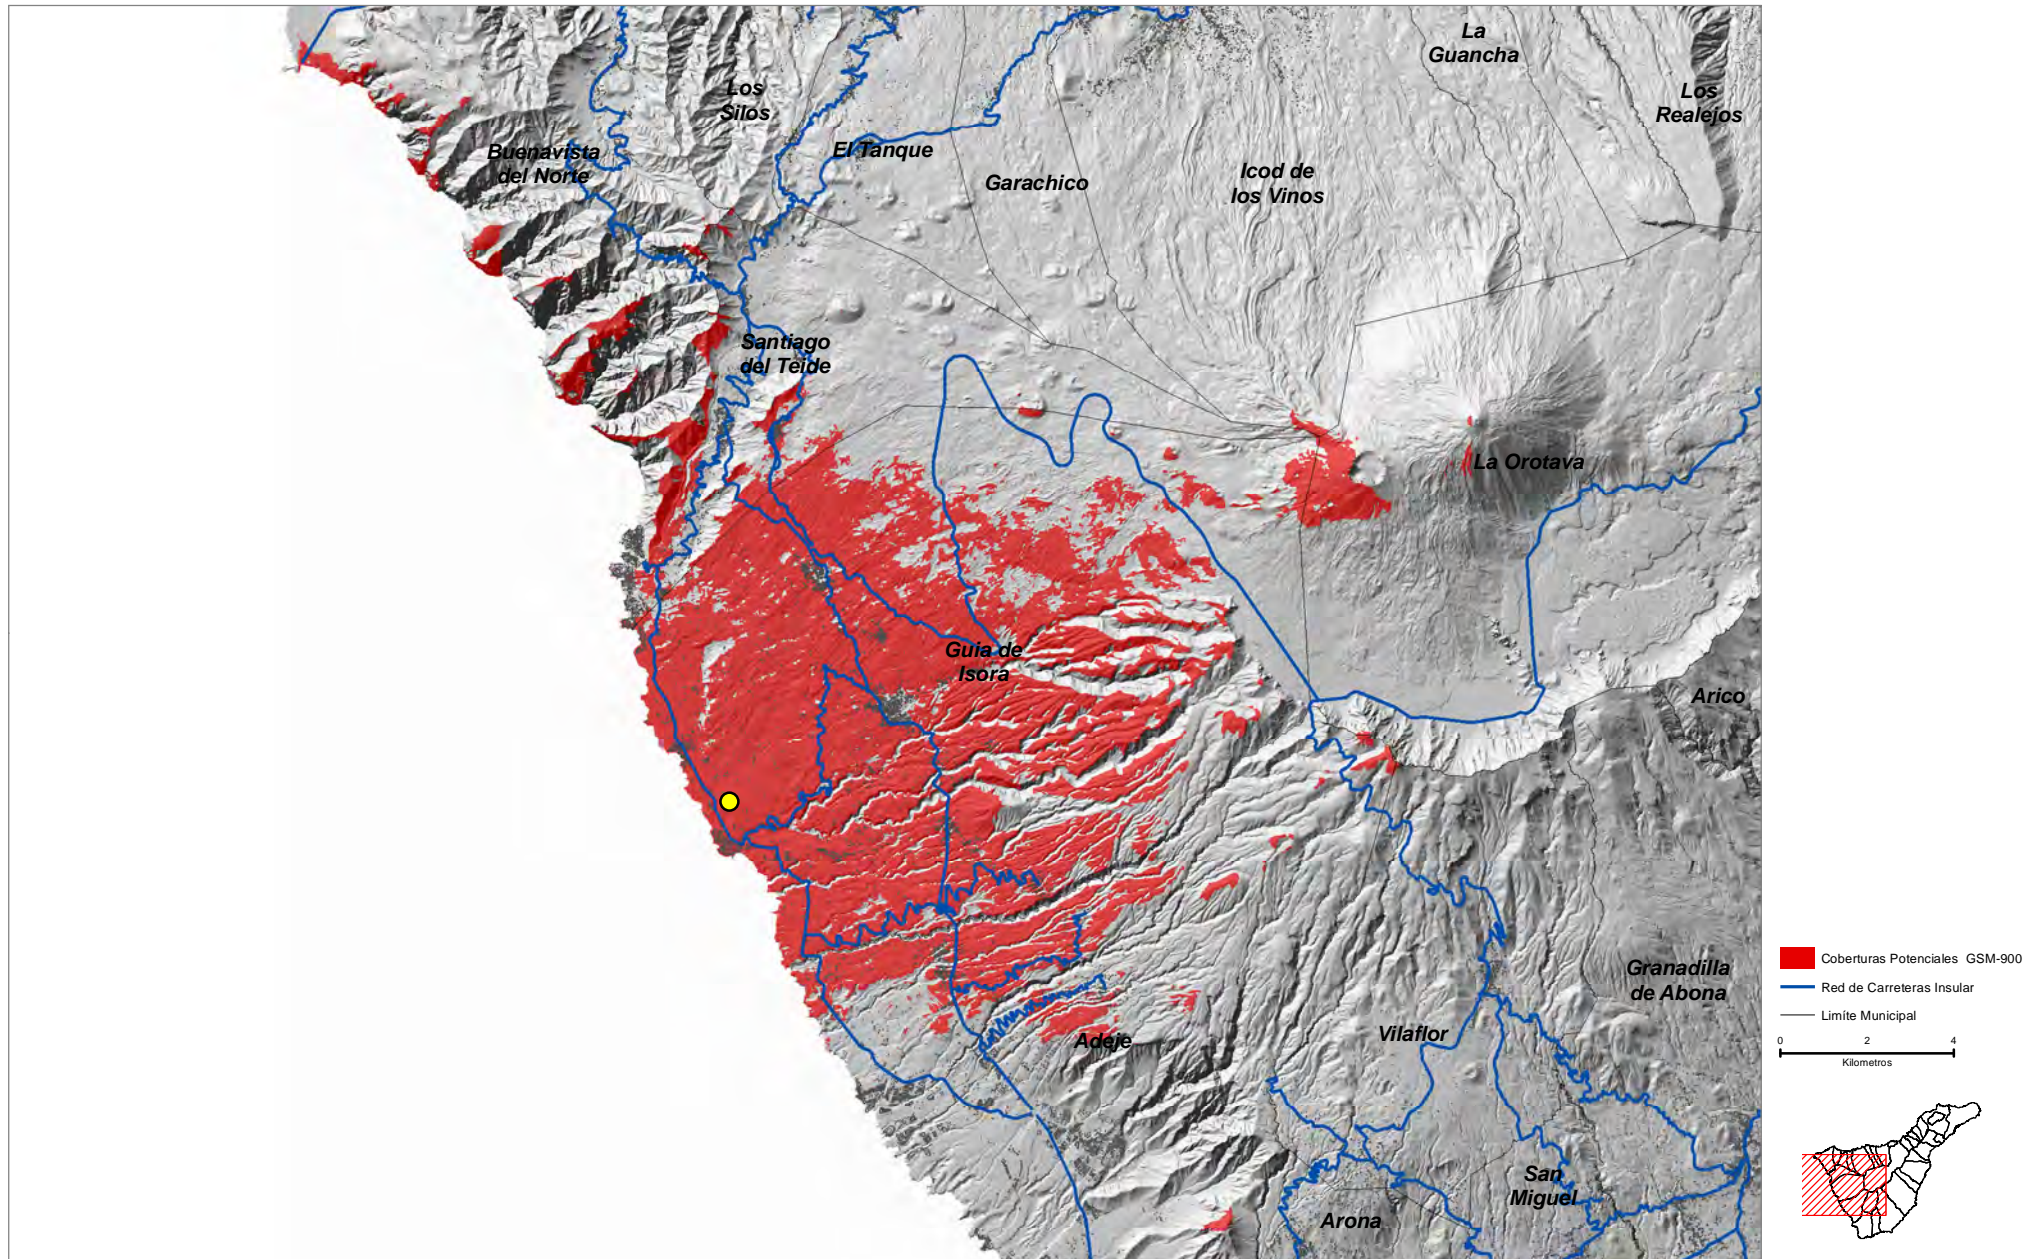 La
Guancha
Los
Silos
Los
Realejos
Buenavista
del Norte
El Tanque
Garachico
Icod de
los Vinos
Santiago
del Teide
La Orotava
Guia de
Isora
Arico
Granadilla
de Abona
Adeje
Vilaflor
San
Miguel
Arona
Coberturas Potenciales GSM-900
Red de Carreteras Insular
Limíte Municipal
0 2 4
Kilometros